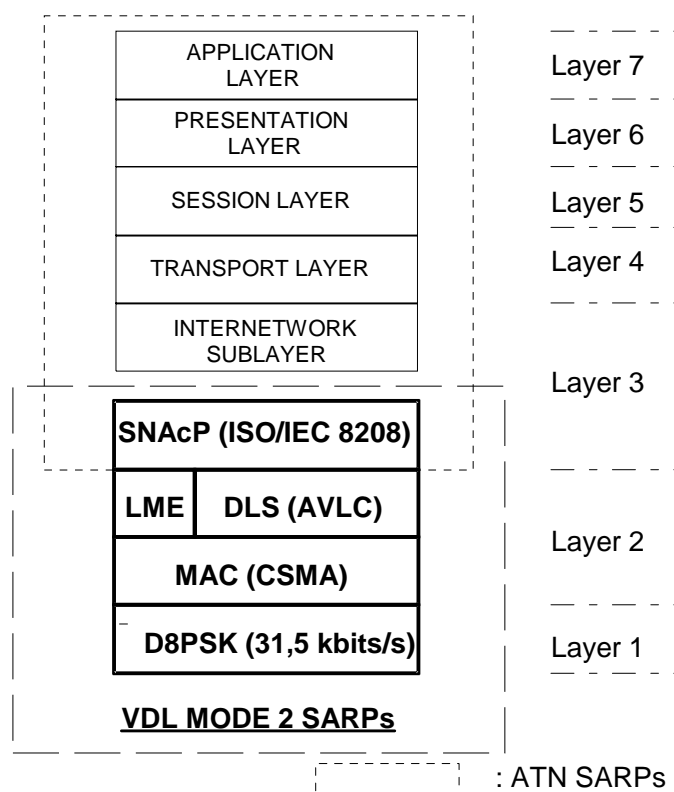 APPLICATION
LAYER
Layer 7
PRESENTATION
LAYER
Layer 6
SESSION LAYER
Layer 5
TRANSPORT LAYER
Layer 4
INTERNETWORK
SUBLAYER
Layer 3
SNAcP (ISO/IEC 8208)
LME
DLS (AVLC)
Layer 2
MAC (CSMA)
D8PSK (31,5 kbits/s)
Layer 1
VDL MODE 2 SARPs
: ATN SARPs